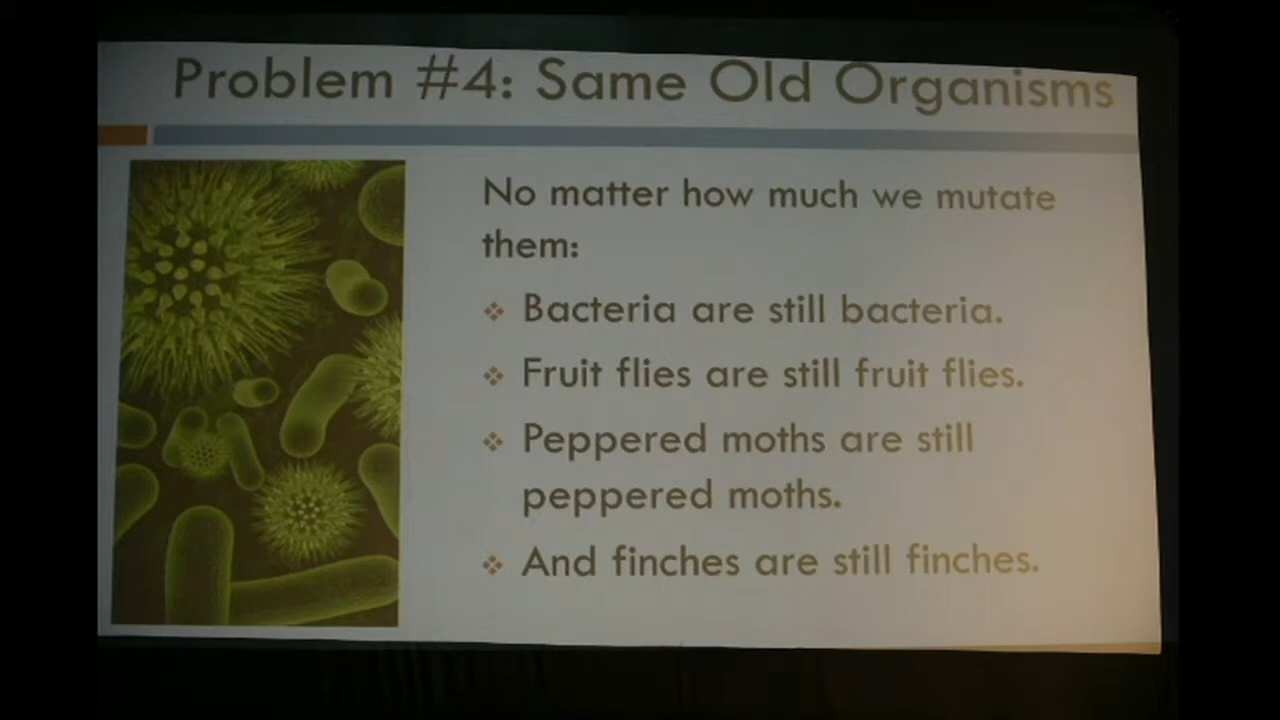 Problem #4: Same Old Organisms
No matter how much we mutate
them:
❖ Bacteria are still bacteria.
❖ Fruit flies are still fruit flies.
❖ Peppered moths are still
peppered moths.
❖ And finches are still finches.